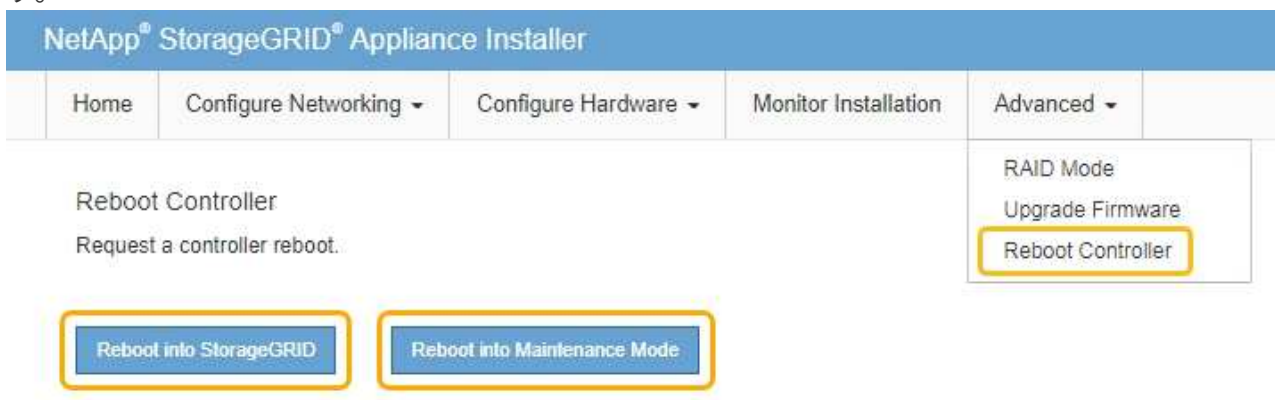 す。
NetApp® StorageGRID® Appliance Installer
Home Configure Networking Configure Hardware Monitor Installation Advanced
RAID Mode
Upgrade Firmware
Reboot Controller
Reboot Controller
Request a controller reboot.
Reboot into StorageGRID Reboot into Maintenance Mode